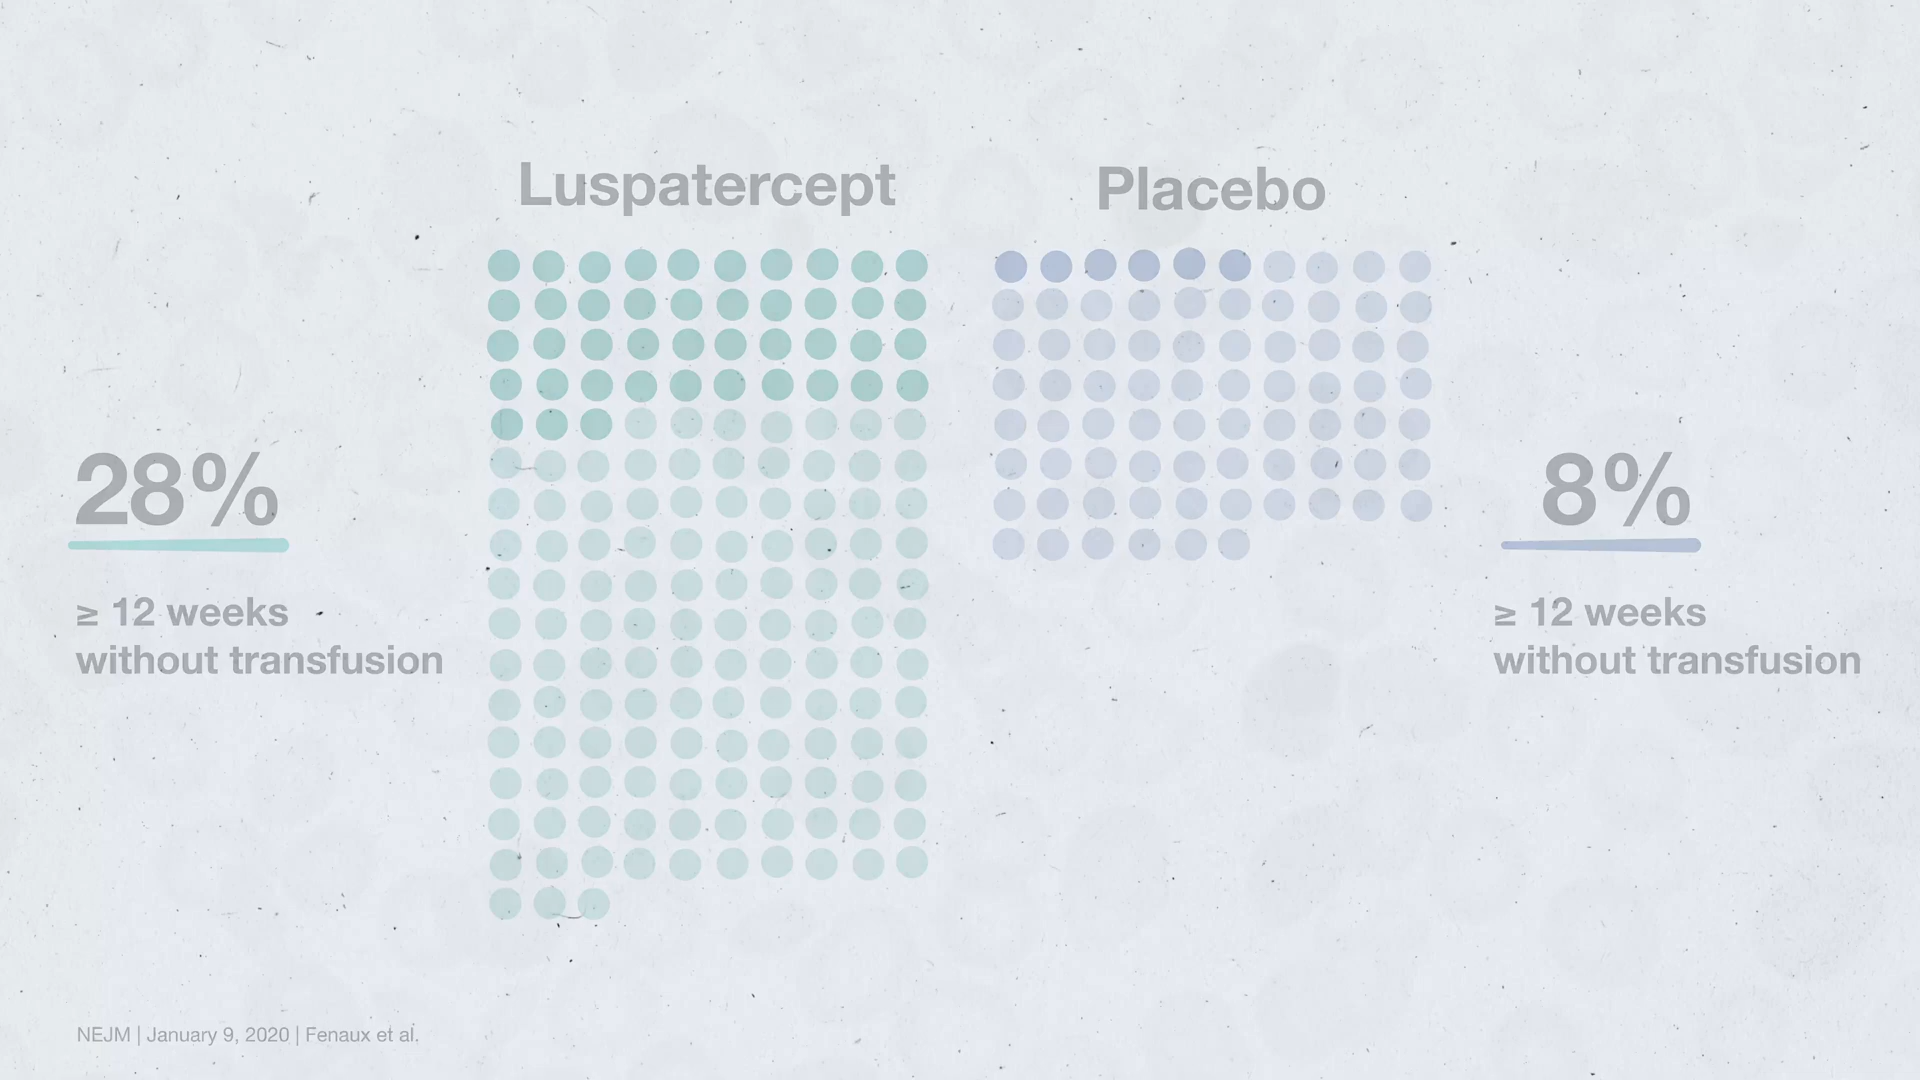 Luspatercept
Placebo
28%
≥ 12 weeks
without transfusion
8%
≥ 12 weeks
without transfusion
NEJM | January 9, 2020 | Fenaux et al.